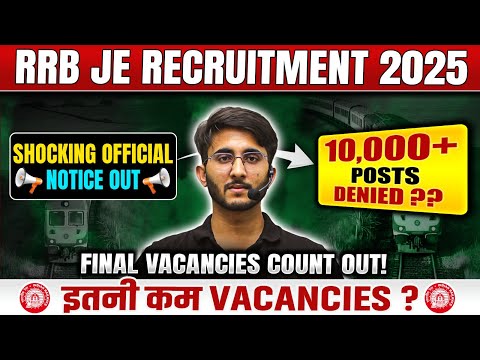 RRB JE RECRUITMENT 2025
SHOCKING OFFICIAL
NOTICE OUT
10,000+
POSTS
DENIED ??
FINAL VACANCIES COUNT OUT!
इतनी कम VACANCIES ?